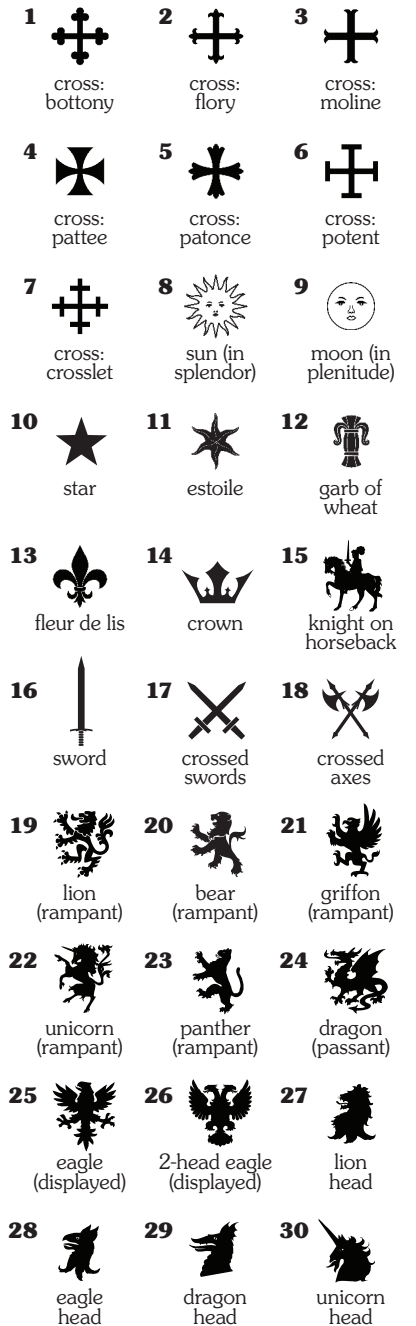 1
cross:
bottony
2
cross:
flory
3
cross:
moline
4
cross:
pattee
5
cross:
patonce
6
cross:
potent
7
cross:
crosslet
8
sun (in
splendor)
9
moon (in
plenitude)
10
star
11
estoile
12
garb of
wheat
13
fleur de lis
14
crown
15
knight on
horseback
16
sword
17
crossed
swords
18
crossed
axes
19
lion
(rampant)
20
bear
(rampant)
21
griffon
(rampant)
22
unicorn
(rampant)
23
panther
(rampant)
24
dragon
(passant)
25
eagle
(displayed)
26
2-head eagle
(displayed)
27
lion
head
28
eagle
head
29
dragon
head
30
unicorn
head